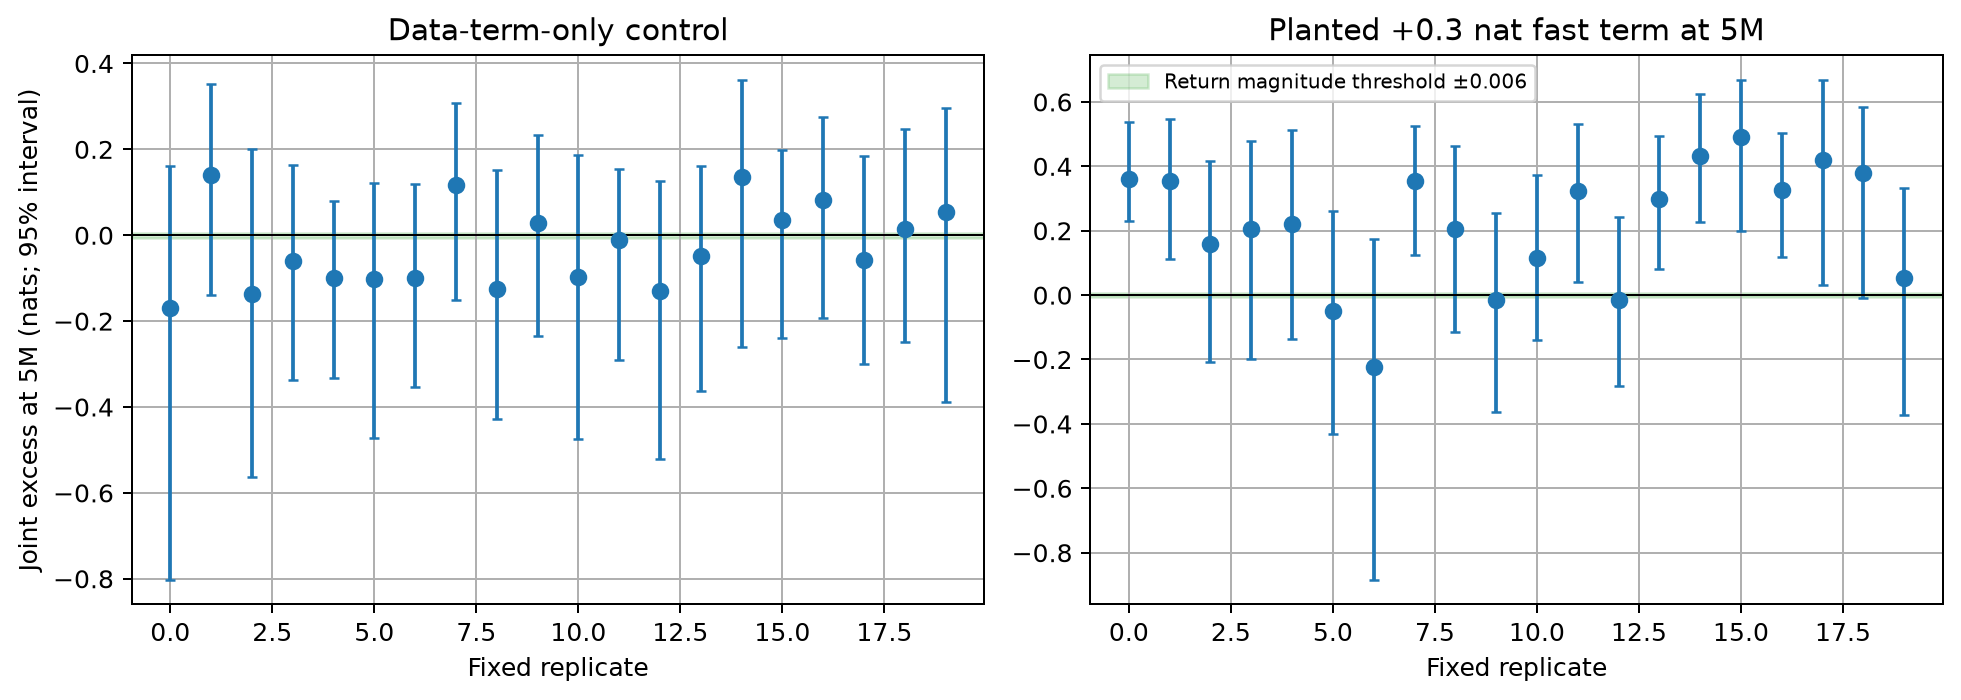 Data-term-only control
Joint excess at 5M (nats; 95% interval)
0.4
0.2
0.0
−0.2
−0.4
−0.6
−0.8
0.0 2.5 5.0 7.5 10.0 12.5 15.0 17.5
Fixed replicate
Planted +0.3 nat fast term at 5M
Return magnitude threshold ±0.006
0.6
0.4
0.2
0.0
−0.2
−0.4
−0.6
−0.8
0.0 2.5 5.0 7.5 10.0 12.5 15.0 17.5
Fixed replicate